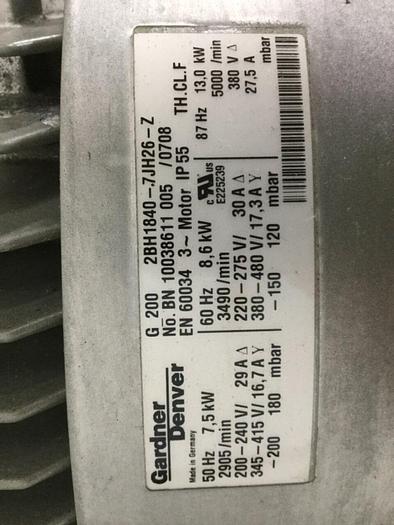 Gardner
Denver
Made in Germany
G 200 2BH1840-7JH26-Z
No. BN 10038611 005 /0708
EN 60034 3~ Motor IP 55 TH.CL.F
50 Hz 7,5 kW
2905/min
200-240 V/ 29 A Δ
345-415 V/ 16,7 A Y
-200 180 mbar
60 Hz 8,6 kW
3490/min
220-275 V/ 30 A Δ
380-480 V/ 17,3 A Y
-150 120 mbar
c RU us
E225239
87 Hz 13,0 kW
5000 /min
380 V Δ
27,5 A
mbar